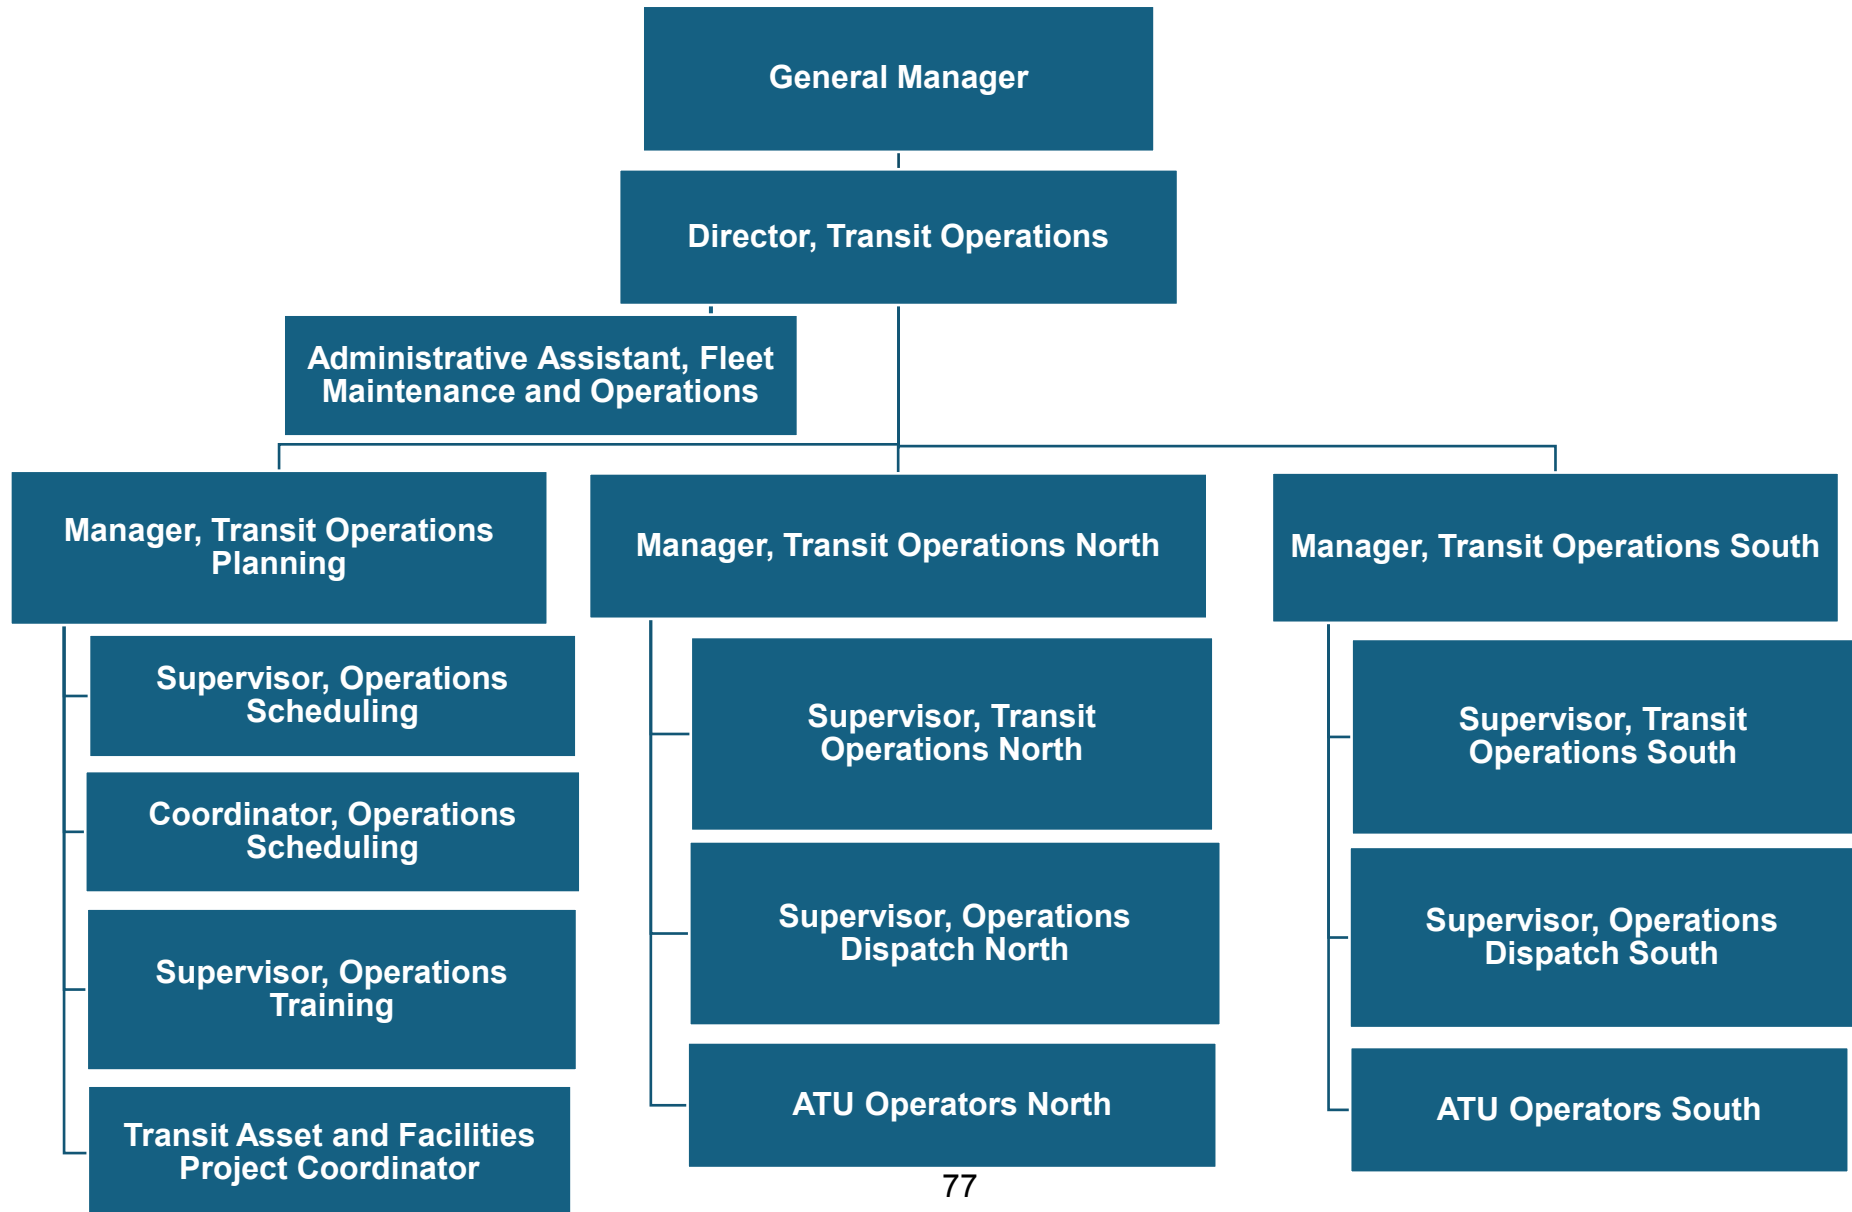 General Manager
Director, Transit Operations
Administrative Assistant, Fleet
Maintenance and Operations
Manager, Transit Operations
Planning
Supervisor, Operations
Scheduling
Coordinator, Operations
Scheduling
Supervisor, Operations
Training
Transit Asset and Facilities
Project Coordinator
Manager, Transit Operations North
Supervisor, Transit
Operations North
Supervisor, Operations
Dispatch North
ATU Operators North
Manager, Transit Operations South
Supervisor, Transit
Operations South
Supervisor, Operations
Dispatch South
ATU Operators South
77